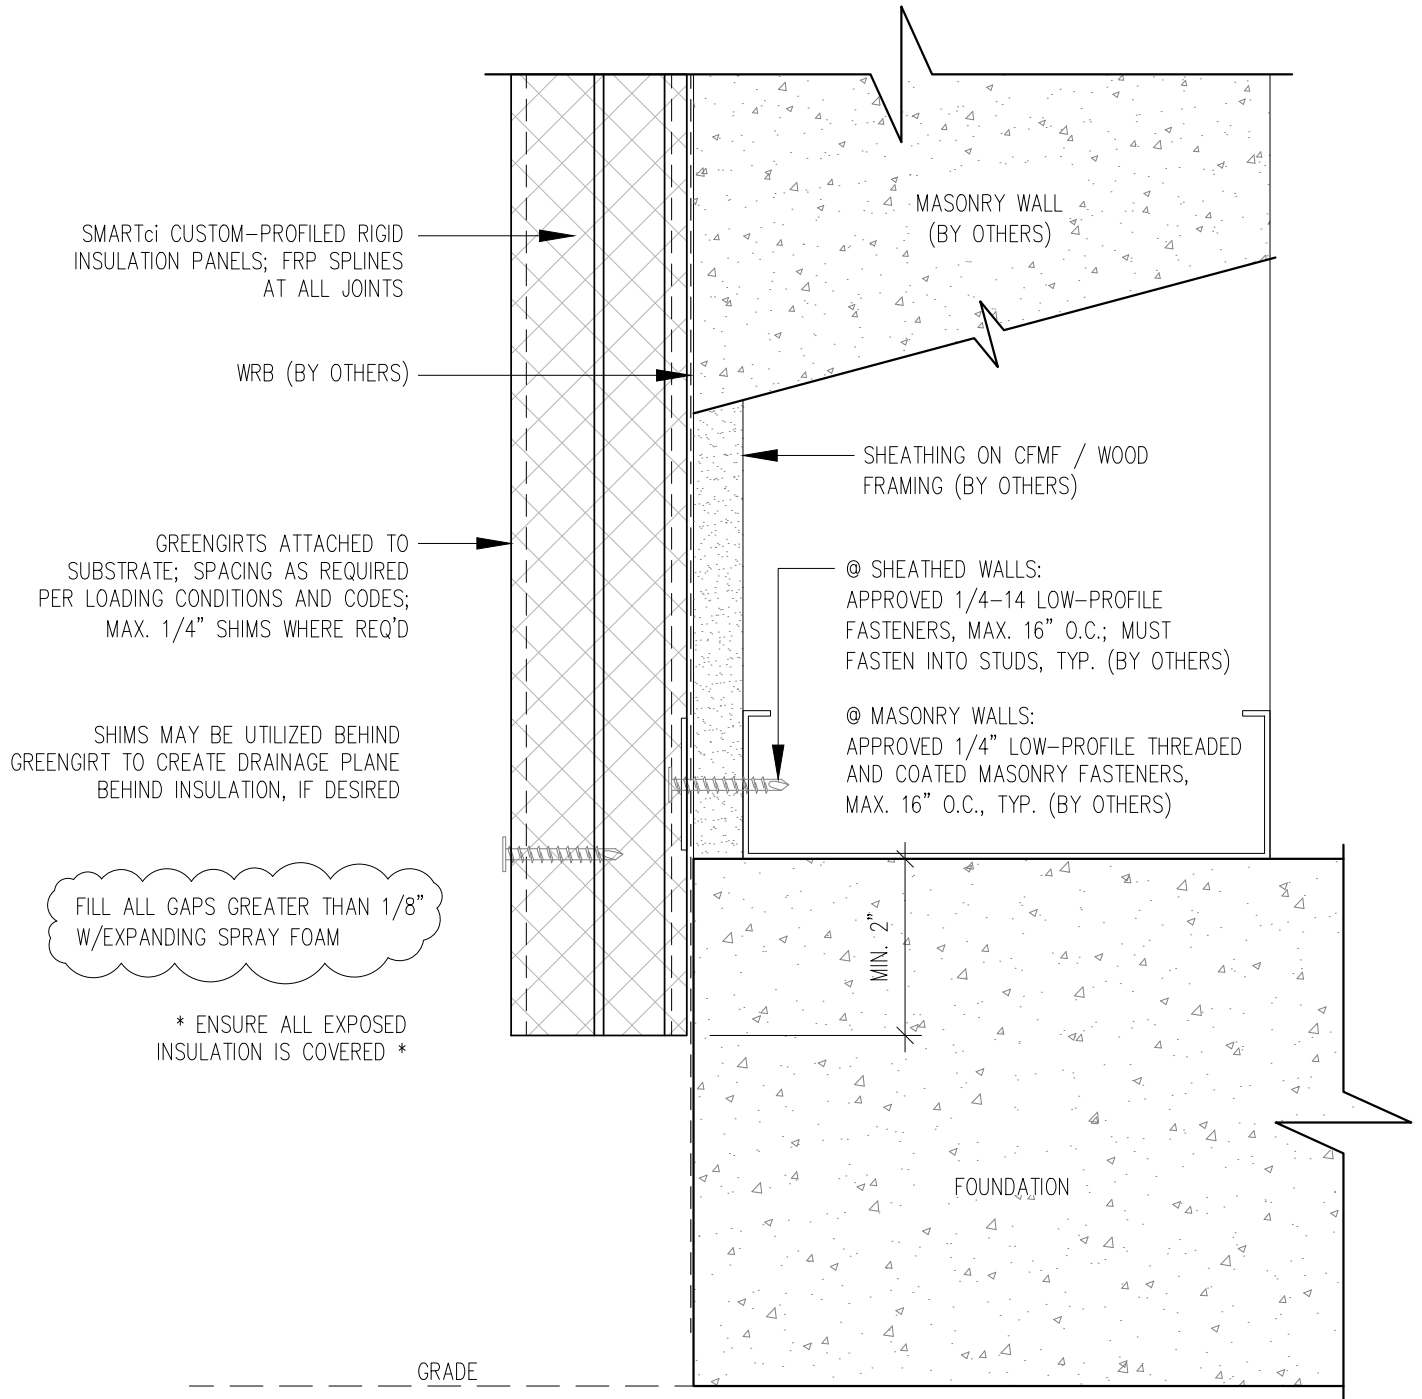 MASONRY WALL
(BY OTHERS)
SMARTci CUSTOM-PROFILED RIGID
INSULATION PANELS; FRP SPLINES
AT ALL JOINTS
WRB (BY OTHERS)
SHEATHING ON CFMF / WOOD
FRAMING (BY OTHERS)
GREENGIRTS ATTACHED TO
SUBSTRATE; SPACING AS REQUIRED
PER LOADING CONDITIONS AND CODES;
MAX. 1/4” SHIMS WHERE REQ’D
@ SHEATHED WALLS:
APPROVED 1/4-14 LOW-PROFILE
FASTENERS, MAX. 16” O.C.; MUST
FASTEN INTO STUDS, TYP. (BY OTHERS)
@ MASONRY WALLS:
APPROVED 1/4” LOW-PROFILE THREADED
AND COATED MASONRY FASTENERS,
MAX. 16” O.C., TYP. (BY OTHERS)
SHIMS MAY BE UTILIZED BEHIND
GREENGIRT TO CREATE DRAINAGE PLANE
BEHIND INSULATION, IF DESIRED
FILL ALL GAPS GREATER THAN 1/8”
W/EXPANDING SPRAY FOAM
MIN. 2”
* ENSURE ALL EXPOSED
INSULATION IS COVERED *
FOUNDATION
GRADE